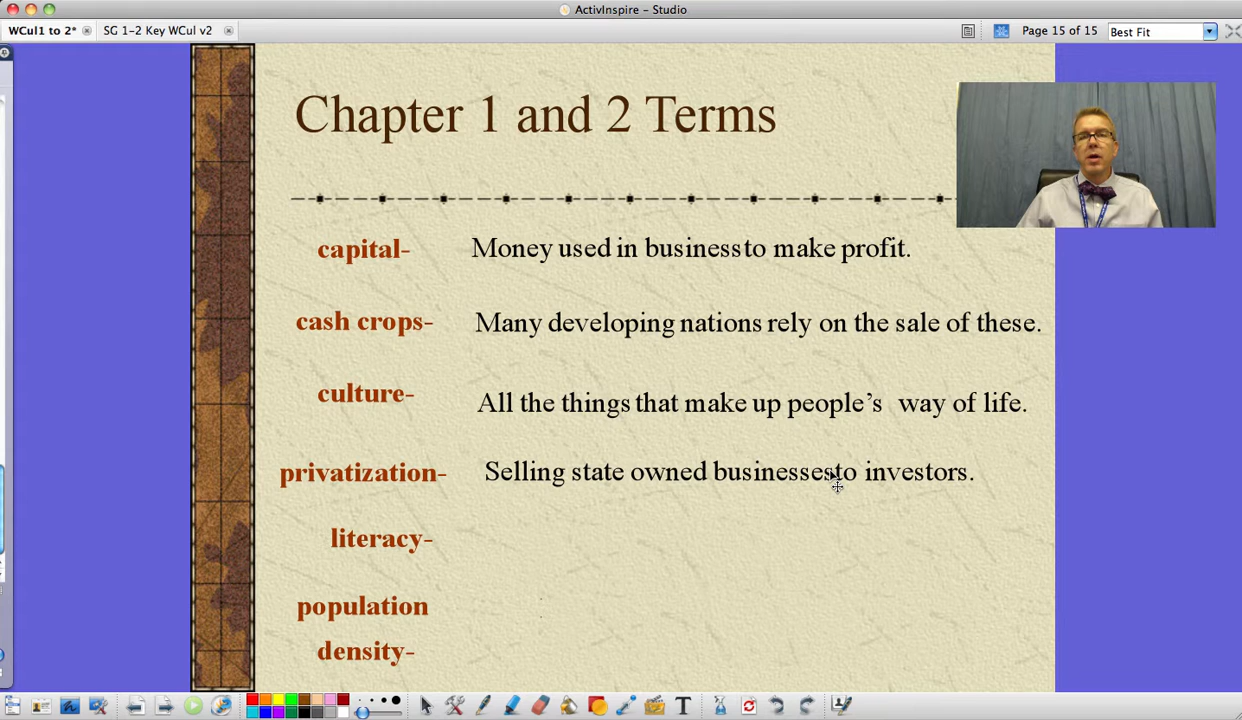 ActivInspire - Studio
WCul1 to 2*
SG 1-2 Key WCul v2
Page 15 of 15
Best Fit
Chapter 1 and 2 Terms
capital- Money used in business to make profit.
cash crops- Many developing nations rely on the sale of these.
culture- All the things that make up people's way of life.
privatization- Selling state owned businesses to investors.
literacy-
population
density-
T